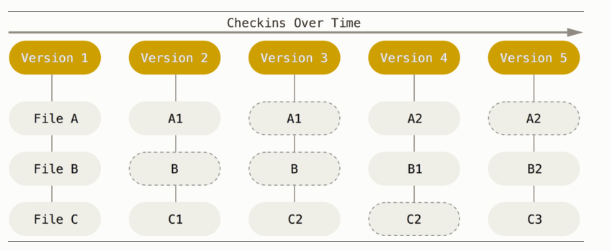 Checkins Over Time
Version 1 Version 2 Version 3 Version 4 Version 5
File A A1 A1 A2 A2
File B B B B1 B2
File C C1 C2 C2 C3